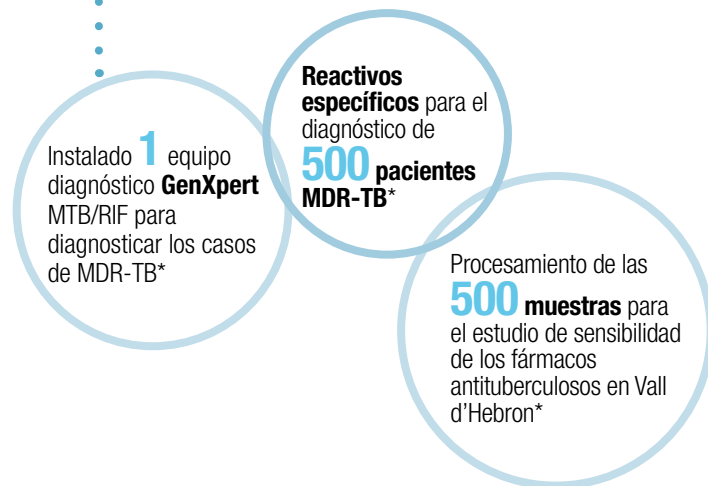 Instalado 1 equipo
diagnóstico GenXpert
MTB/RIF para
diagnosticar los casos
de MDR-TB*
Reactivos
específicos para el
diagnóstico de
500 pacientes
MDR-TB*
Procesamiento de las
500 muestras para
el estudio de sensibilidad
de los fármacos
antituberculosos en Vall
d’Hebron*